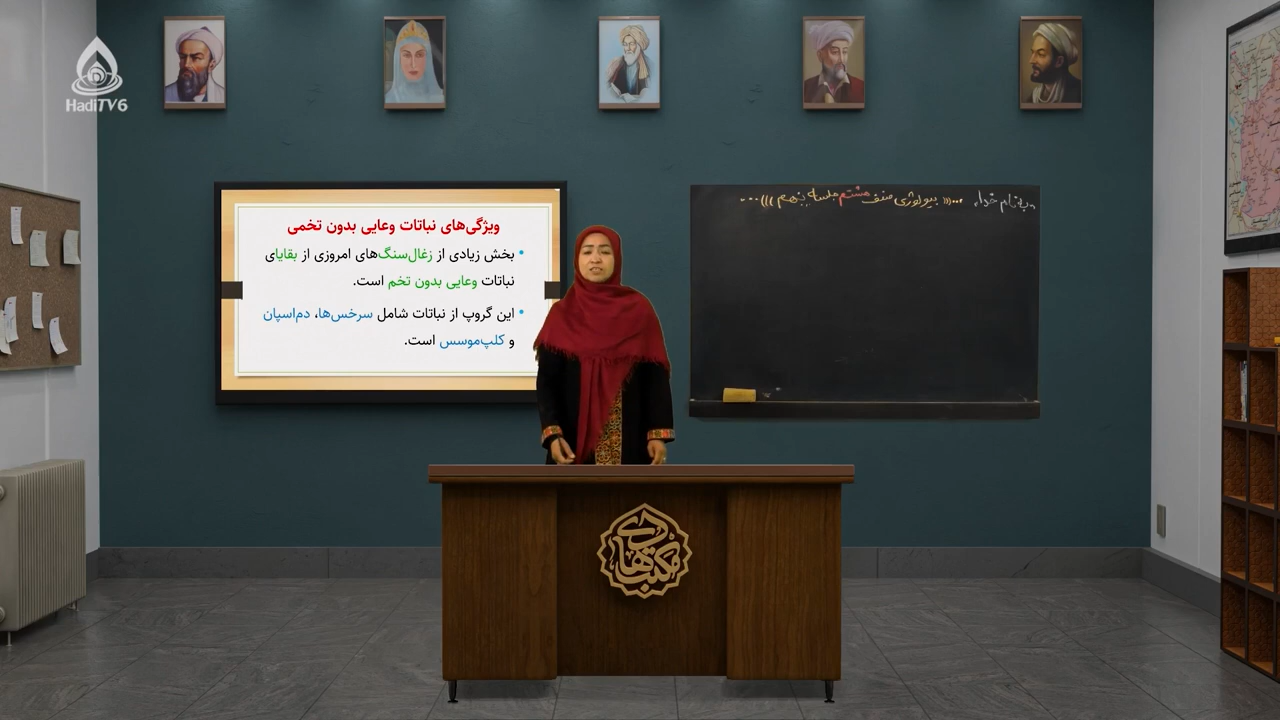 HadiTV6
ویژگی‌های نباتات وعایی بدون تخمی
• بخش زیادی از زغال‌سنگ‌های امروزی از بقایای
نباتات وعایی بدون تخم است.
• این گروپ از نباتات شامل سرخس‌ها، دم‌اسپان
و کلپ‌موسس است.
به نام خدا... ...((( بیولوژی صنف هشتم جلسه پنجم )))...
مکتب هادی